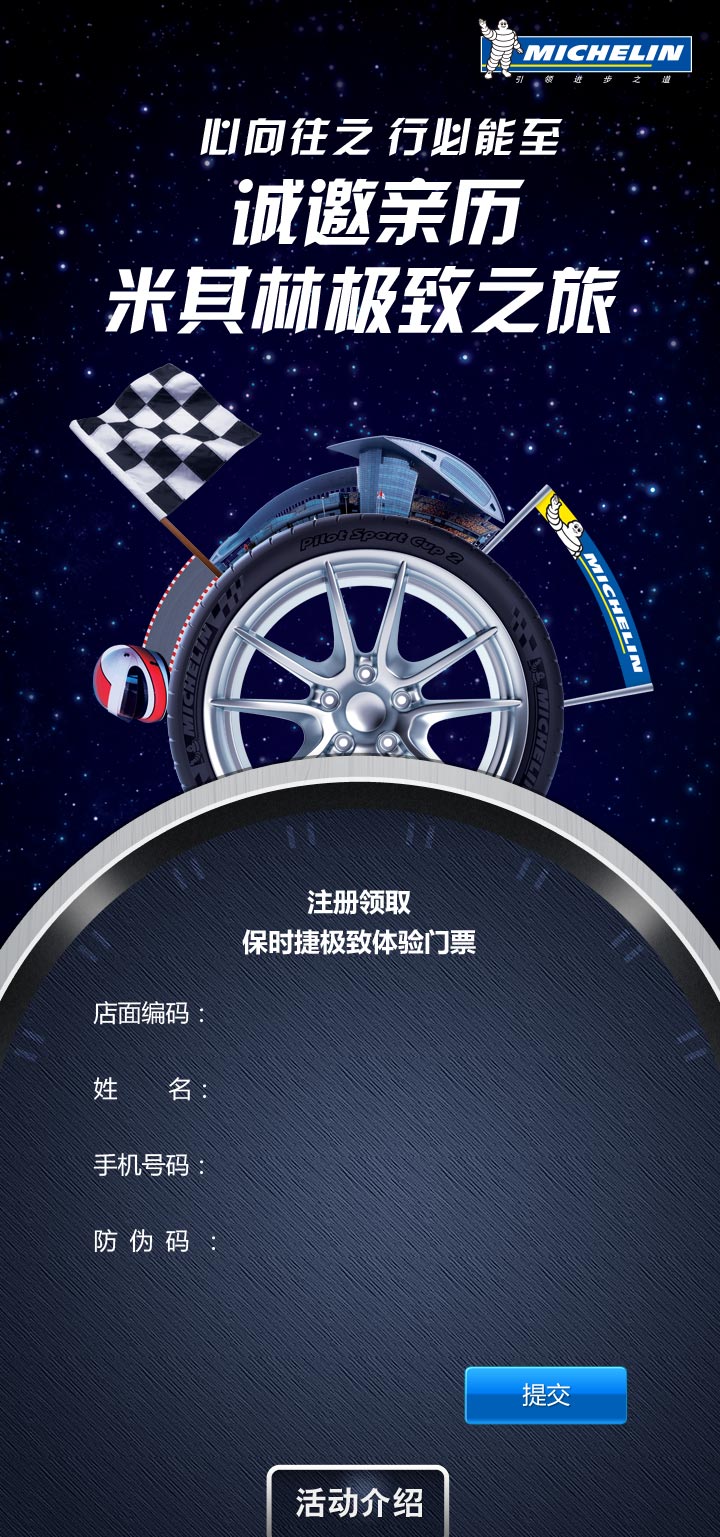 MICHELIN
引领进步之道
心向往之 行必能至
诚邀亲历
米其林极致之旅
Pilot Sport Cup 2
MICHELIN
MICHELIN
注册领取
保时捷极致体验门票
店面编码：
姓 名：
手机号码：
防 伪 码 ：
提交
活动介绍